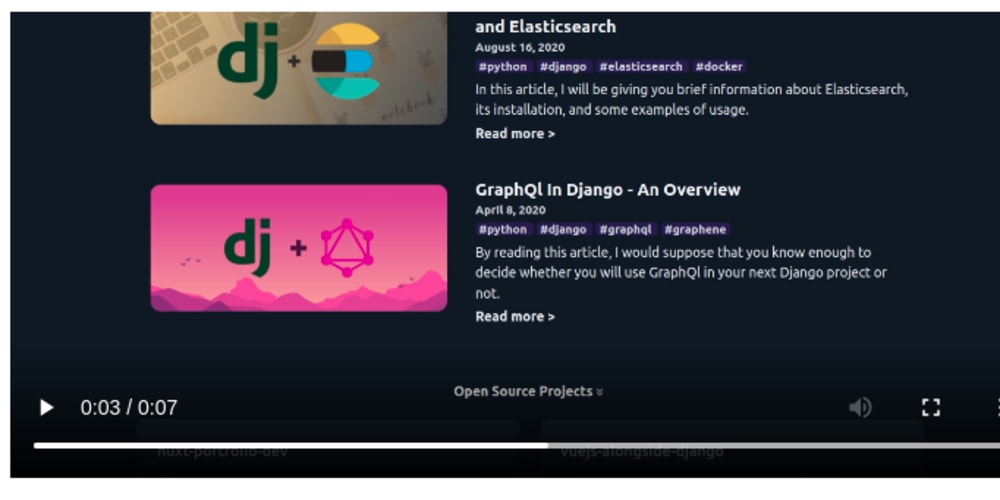 dj+
notebook
and Elasticsearch
August 16, 2020
#python #django #elasticsearch #docker
In this article, I will be giving you brief information about Elasticsearch,
its installation, and some examples of usage.
Read more >
dj +
GraphQl In Django - An Overview
April 8, 2020
#python #django #graphql #graphene
By reading this article, I would suppose that you know enough to
decide whether you will use GraphQl in your next Django project or
not.
Read more >
Open Source Projects
0:03 / 0:07
nuxt-portfolio-dev
vuejs-alongside-django